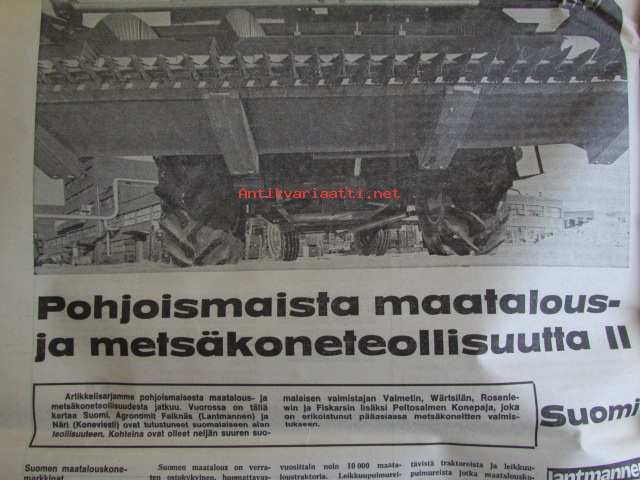 Antikvariaatti.net
Pohjoismaista maatalous-
ja metsäkoneteollisuutta II
Artikkelisarjamme pohjoismaisesta maatalous- ja
metsäkoneteollisuudesta jatkuu. Vuorossa on tällä
kertaa Suomi. Agronomit Falknäs (Lantmannen) ja
Näri (Koneviesti) ovat tutustuneet suomalaiseen alan
teollisuuteen. Kohteina ovat olleet neljän suuren suo-
malaisen valmistajan Valmetin, Wärtsilän, Rosenle-
win ja Fiskarsin lisäksi Peltosalmen Konepaja, joka
on erikoistunut pääasiassa metsäkoneitten valmis-
tukseen.
Suomi
Suomen maatalouskone-
markkinat
Suomen maatalous on verra-
ten
vuosittain noin 10 000 maata-
loustraktoria. Leikkuupuimurei-
tävistä traktoreista ja leikkuu-
puimureista jotka
lantmannen